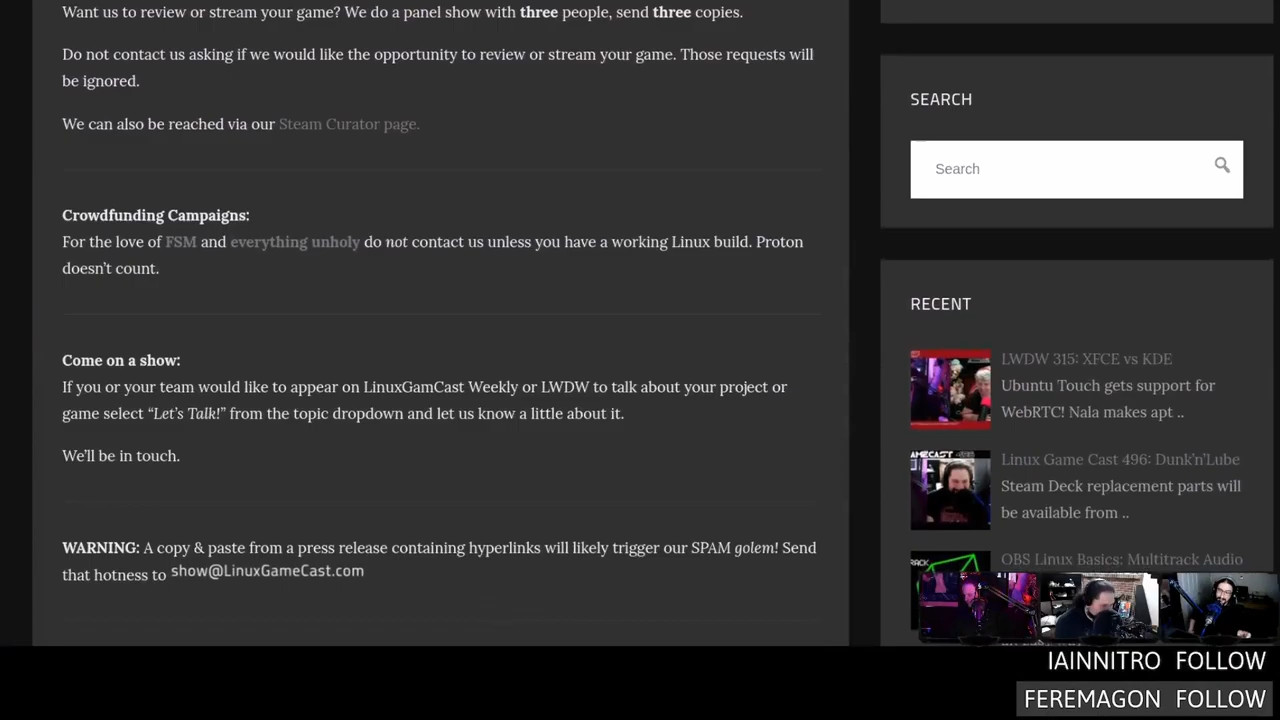 Want us to review or stream your game? We do a panel show with three people, send three copies.
Do not contact us asking if we would like the opportunity to review or stream your game. Those requests will
be ignored.
We can also be reached via our Steam Curator page.
Crowdfunding Campaigns:
For the love of FSM and everything unholy do not contact us unless you have a working Linux build. Proton
doesn’t count.
Come on a show:
If you or your team would like to appear on LinuxGamCast Weekly or LWDW to talk about your project or
game select “Let’s Talk!” from the topic dropdown and let us know a little about it.
We’ll be in touch.
WARNING: A copy & paste from a press release containing hyperlinks will likely trigger our SPAM golem! Send
that hotness to show@LinuxGameCast.com
SEARCH
Search
RECENT
LWDW 315: XFCE vs KDE
Ubuntu Touch gets support for
WebRTC! Nala makes apt ..
Linux Game Cast 496: Dunk’n’Lube
Steam Deck replacement parts will
be available from ..
OBS Linux Basics: Multitrack Audio
IAINNITRO FOLLOW
FEREMAGON FOLLOW